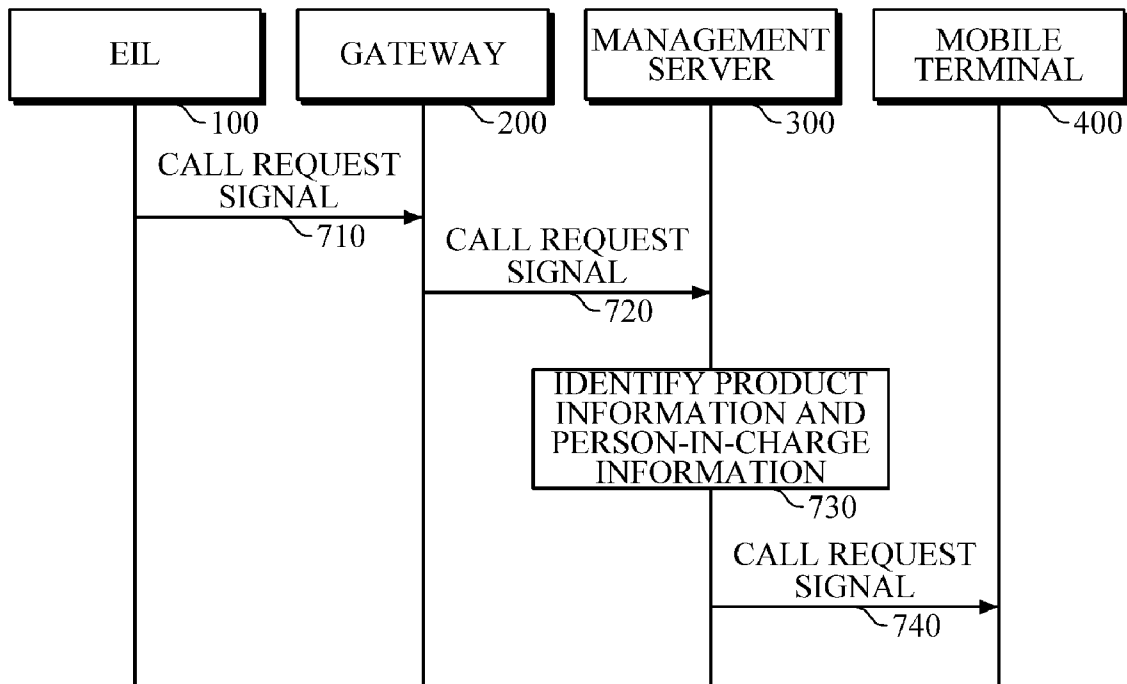 EIL
GATEWAY
MANAGEMENT
SERVER
MOBILE
TERMINAL
100
200
300
400
CALL REQUEST
SIGNAL
710
CALL REQUEST
SIGNAL
720
IDENTIFY PRODUCT
INFORMATION AND
PERSON-IN-CHARGE
INFORMATION
730
CALL REQUEST
SIGNAL
740